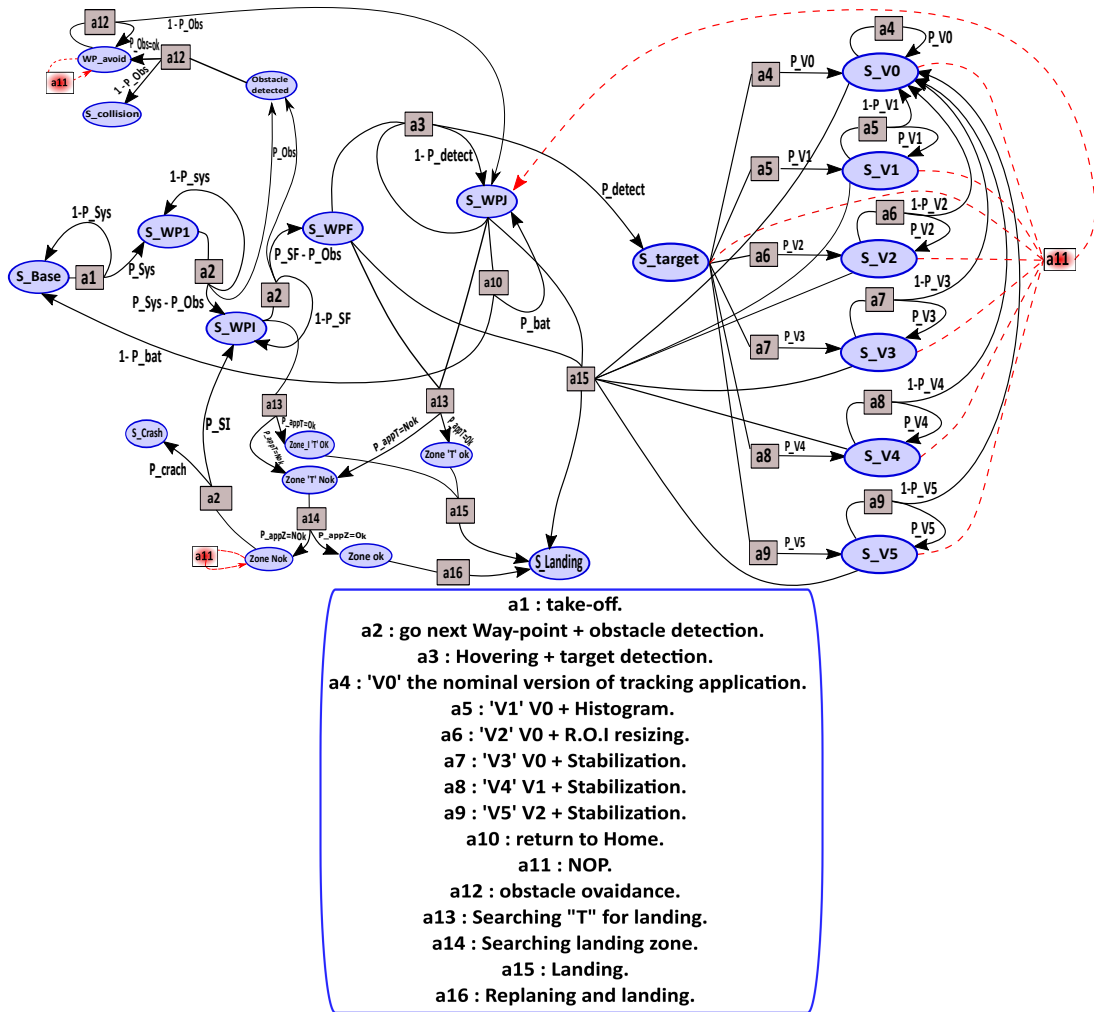 a12
1-P_Obs
WP_avoid
P_Obs=ok
a12
a11
1-P_Obs
S_collision
Obstacle
detected
P_Obs
a3
1- P_detect
P_detect
1-P_sys
1-P_Sys
S_WP1
S_WPF
S_WPJ
S_Base
a1
P_Sys
a2
P_SF - P_Obs
a2
a10
S_target
P_Sys - P_Obs
S_WPI
1-P_SF
P_bat
1- P_bat
a15
a13
a13
P_SI
S_Crash
P_crach
P_appT=Ok
P_appT=Nok
Zone_I 'T' OK
P_appT=Nok
P_appT=Ok
Zone 'T' ok
Zone 'T' Nok
a2
a14
a15
P_appZ=NOk
P_appZ=Ok
a11
Zone Nok
Zone ok
a16
S_Landing
a4
P_V0
a4
P_V0
S_V0
1-P_V1
a5
P_V1
a5
P_V1
S_V1
1-P_V2
a6
P_V2
a6
P_V2
S_V2
a11
1-P_V3
a7
P_V3
a7
P_V3
S_V3
1-P_V4
a8
P_V4
a8
P_V4
S_V4
1-P_V5
a9
P_V5
a9
P_V5
S_V5
a1 : take-off.
a2 : go next Way-point + obstacle detection.
a3 : Hovering + target detection.
a4 : 'V0' the nominal version of tracking application.
a5 : 'V1' V0 + Histogram.
a6 : 'V2' V0 + R.O.I resizing.
a7 : 'V3' V0 + Stabilization.
a8 : 'V4' V1 + Stabilization.
a9 : 'V5' V2 + Stabilization.
a10 : return to Home.
a11 : NOP.
a12 : obstacle ovaidance.
a13 : Searching "T" for landing.
a14 : Searching landing zone.
a15 : Landing.
a16 : Replaning and landing.